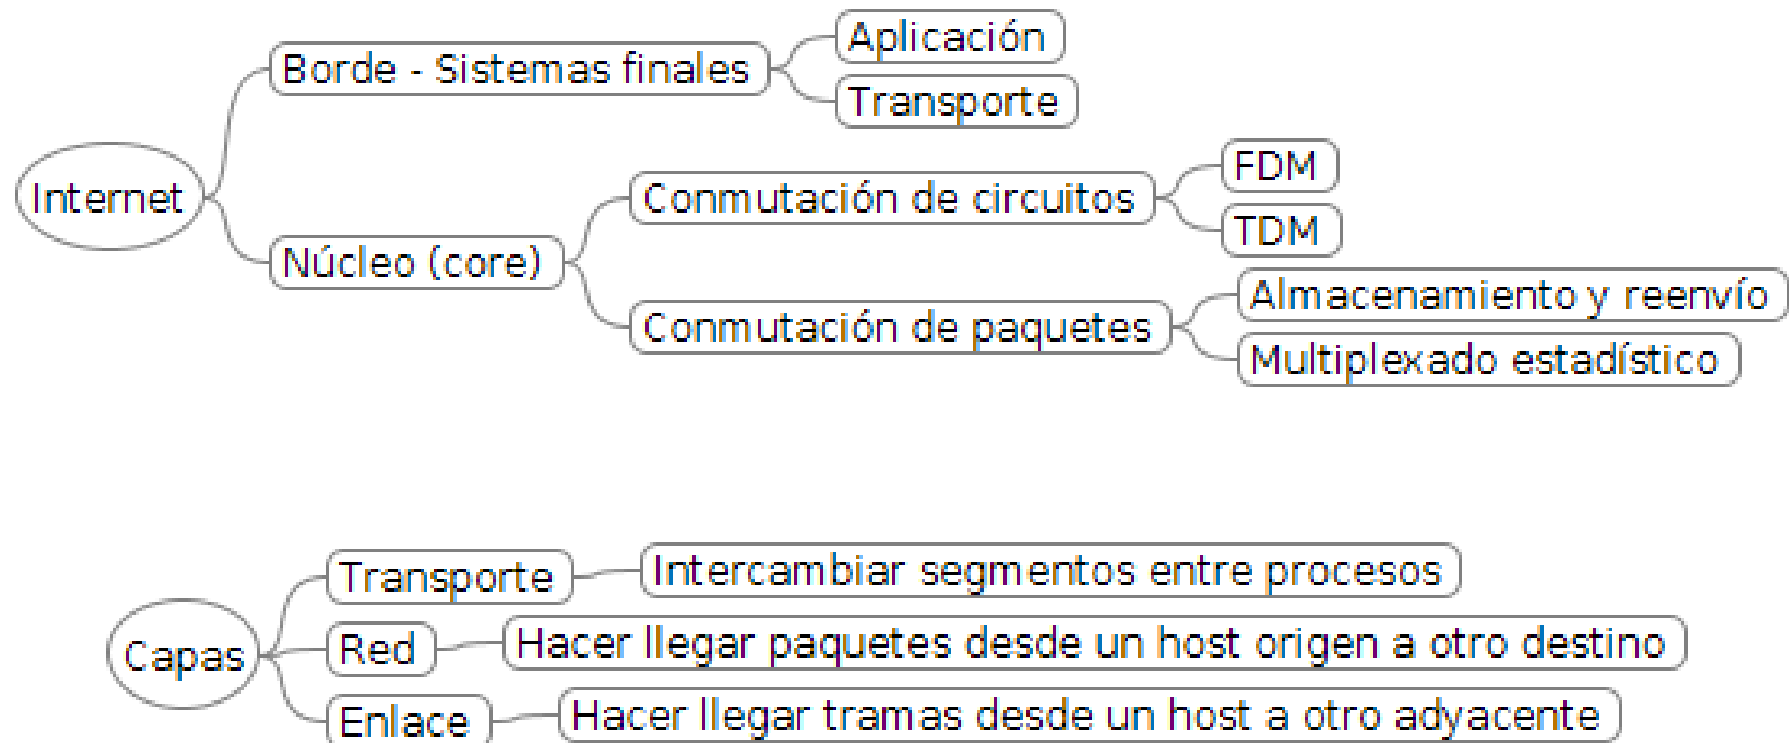 Internet
Borde - Sistemas finales
Aplicación
Transporte
Núcleo (core)
Conmutación de circuitos
FDM
TDM
Conmutación de paquetes
Almacenamiento y reenvío
Multiplexado estadístico
Capas
Transporte
Intercambiar segmentos entre procesos
Red
Hacer llegar paquetes desde un host origen a otro destino
Enlace
Hacer llegar tramas desde un host a otro adyacente